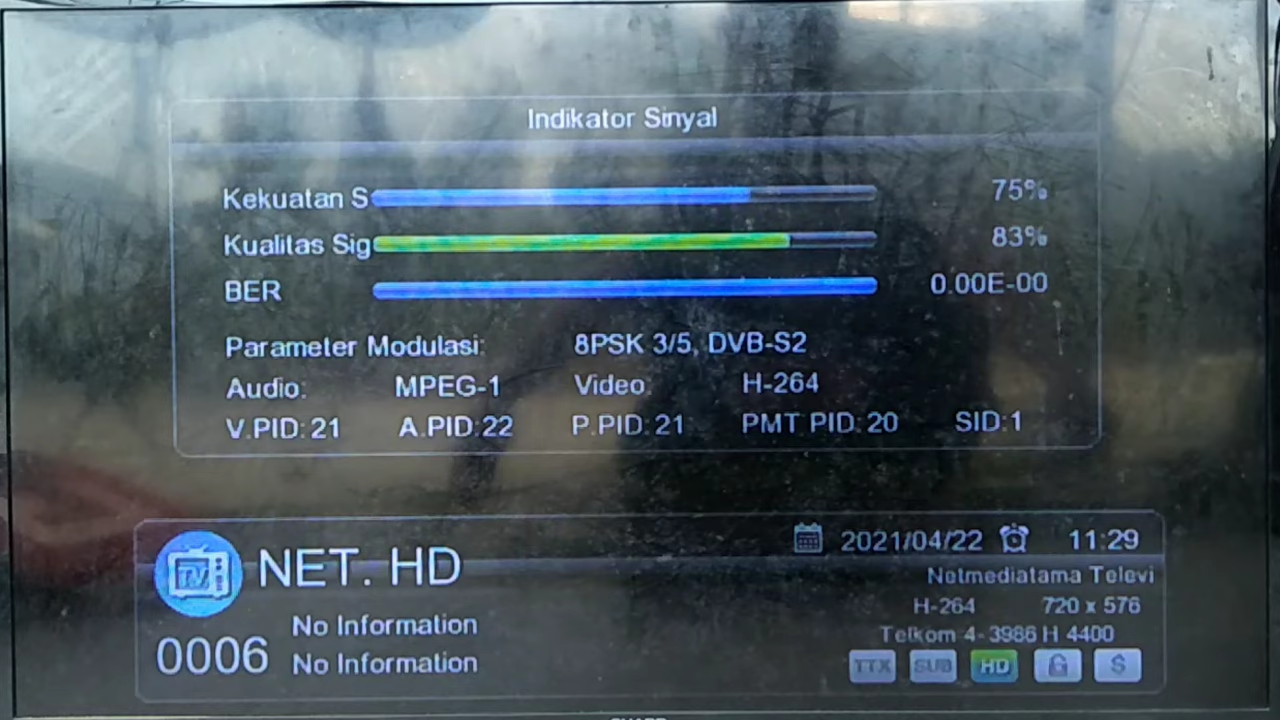 Indikator Sinyal
Kekuatan S 75%
Kualitas Sig 83%
BER 0.00E-00
Parameter Modulasi: 8PSK 3/5, DVB-S2
Audio: MPEG-1 Video: H-264
V.PID:21 A.PID:22 P.PID:21 PMT PID:20 SID:1
2021/04/22 11:29
TV NET. HD
Netmediatama Televi
H-264 720 x 576
No Information
Telkom 4- 3986 H 4400
0006 No Information
TTX SUB HD $